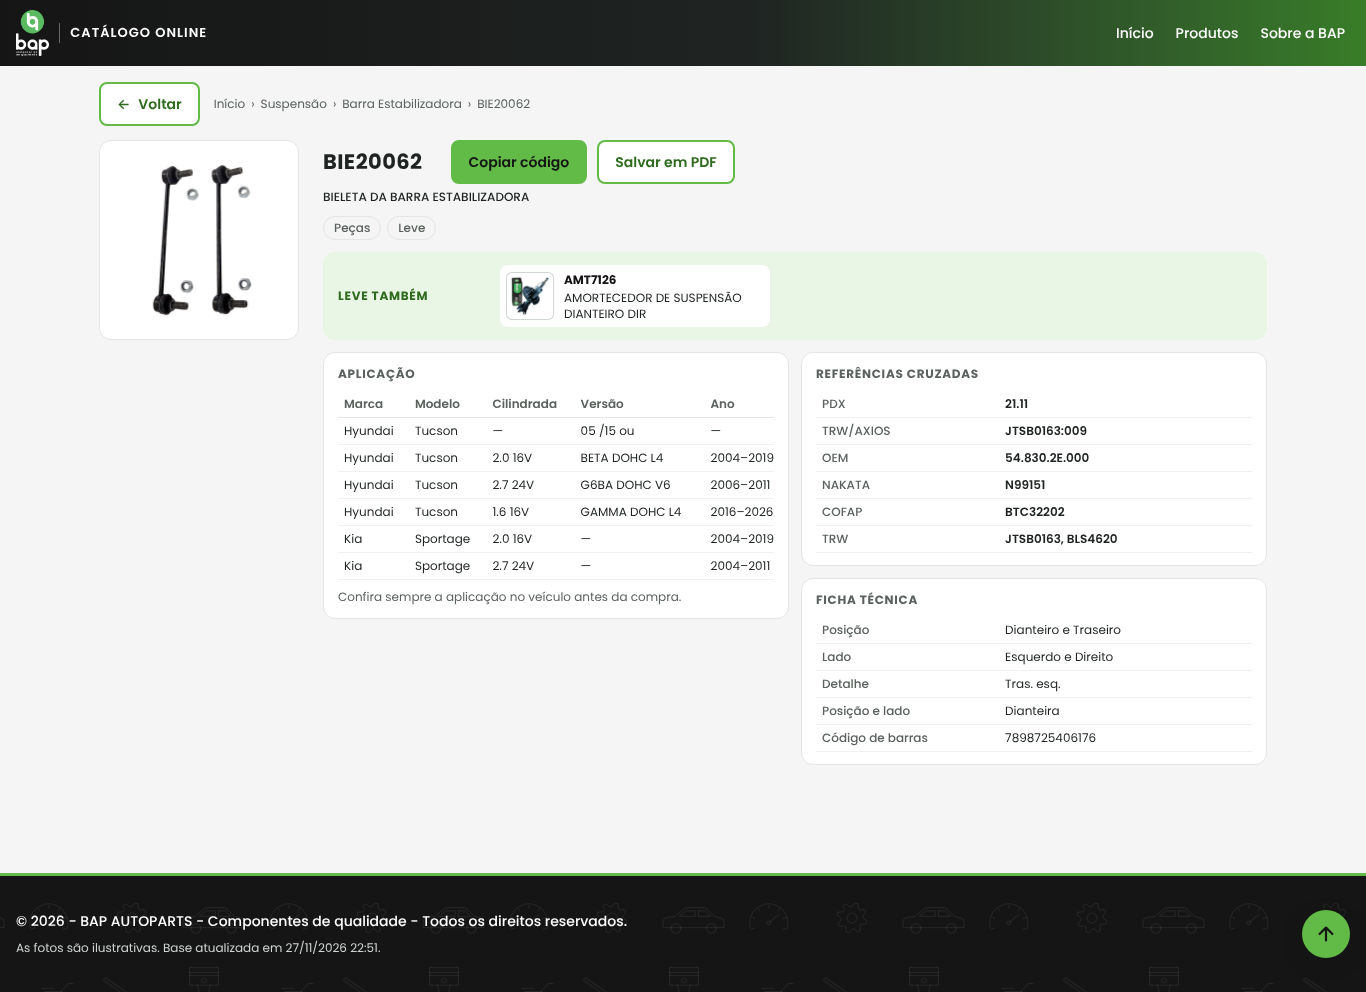 bap
CATÁLOGO ONLINE
Início
Produtos
Sobre a BAP
← Voltar
Início › Suspensão › Barra Estabilizadora › BIE20062
BIE20062
Copiar código
Salvar em PDF
BIELETA DA BARRA ESTABILIZADORA
Peças
Leve
LEVE TAMBÉM
AMT7126
AMORTECEDOR DE SUSPENSÃO
DIANTEIRO DIR
APLICAÇÃO
Marca Modelo Cilindrada Versão Ano
Hyundai Tucson — 05 /15 ou —
Hyundai Tucson 2.0 16V BETA DOHC L4 2004–2019
Hyundai Tucson 2.7 24V G6BA DOHC V6 2006–2011
Hyundai Tucson 1.6 16V GAMMA DOHC L4 2016–2026
Kia Sportage 2.0 16V — 2004–2019
Kia Sportage 2.7 24V — 2004–2011
Confira sempre a aplicação no veículo antes da compra.
REFERÊNCIAS CRUZADAS
PDX 21.11
TRW/AXIOS JTSB0163:009
OEM 54.830.2E.000
NAKATA N99151
COFAP BTC32202
TRW JTSB0163, BLS4620
FICHA TÉCNICA
Posição Dianteiro e Traseiro
Lado Esquerdo e Direito
Detalhe Tras. esq.
Posição e lado Dianteira
Código de barras 7898725406176
© 2026 - BAP AUTOPARTS - Componentes de qualidade - Todos os direitos reservados.
As fotos são ilustrativas. Base atualizada em 27/11/2026 22:51.